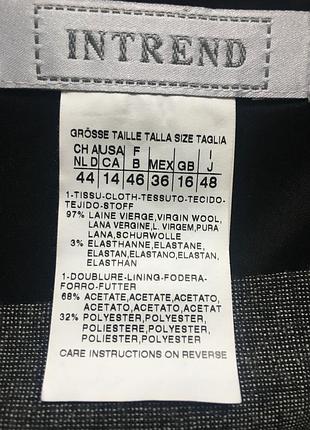 INTREND
GRÖSSE TAILLE TALLA SIZE TAGLIA
CH A/USA F I
NL D CA B MEX GB J
44 14 46 36 16 48
1-TISSU-CLOTH-TESSUTO-TECIDO-
TEJIDO-STOFF
97% LAINE VIERGE,VIRGIN WOOL,
LANA VERGINE,L.VIRGEM,PURA
LANA,SCHURWOLLE
3% ELASTHANNE,ELASTANE,
ELASTAN,ELASTANO,ELASTANO,
ELASTHAN
1-DOUBLURE-LINING-FODERA-
FORRO-FUTTER
68% ACETATE,ACETATE,ACETATO,
ACETATO,ACETATO,ACETAT
32% POLYESTER,POLYESTER,
POLIESTERE,POLIESTER,
POLIESTER,POLYESTER
CARE INSTRUCTIONS ON REVERSE